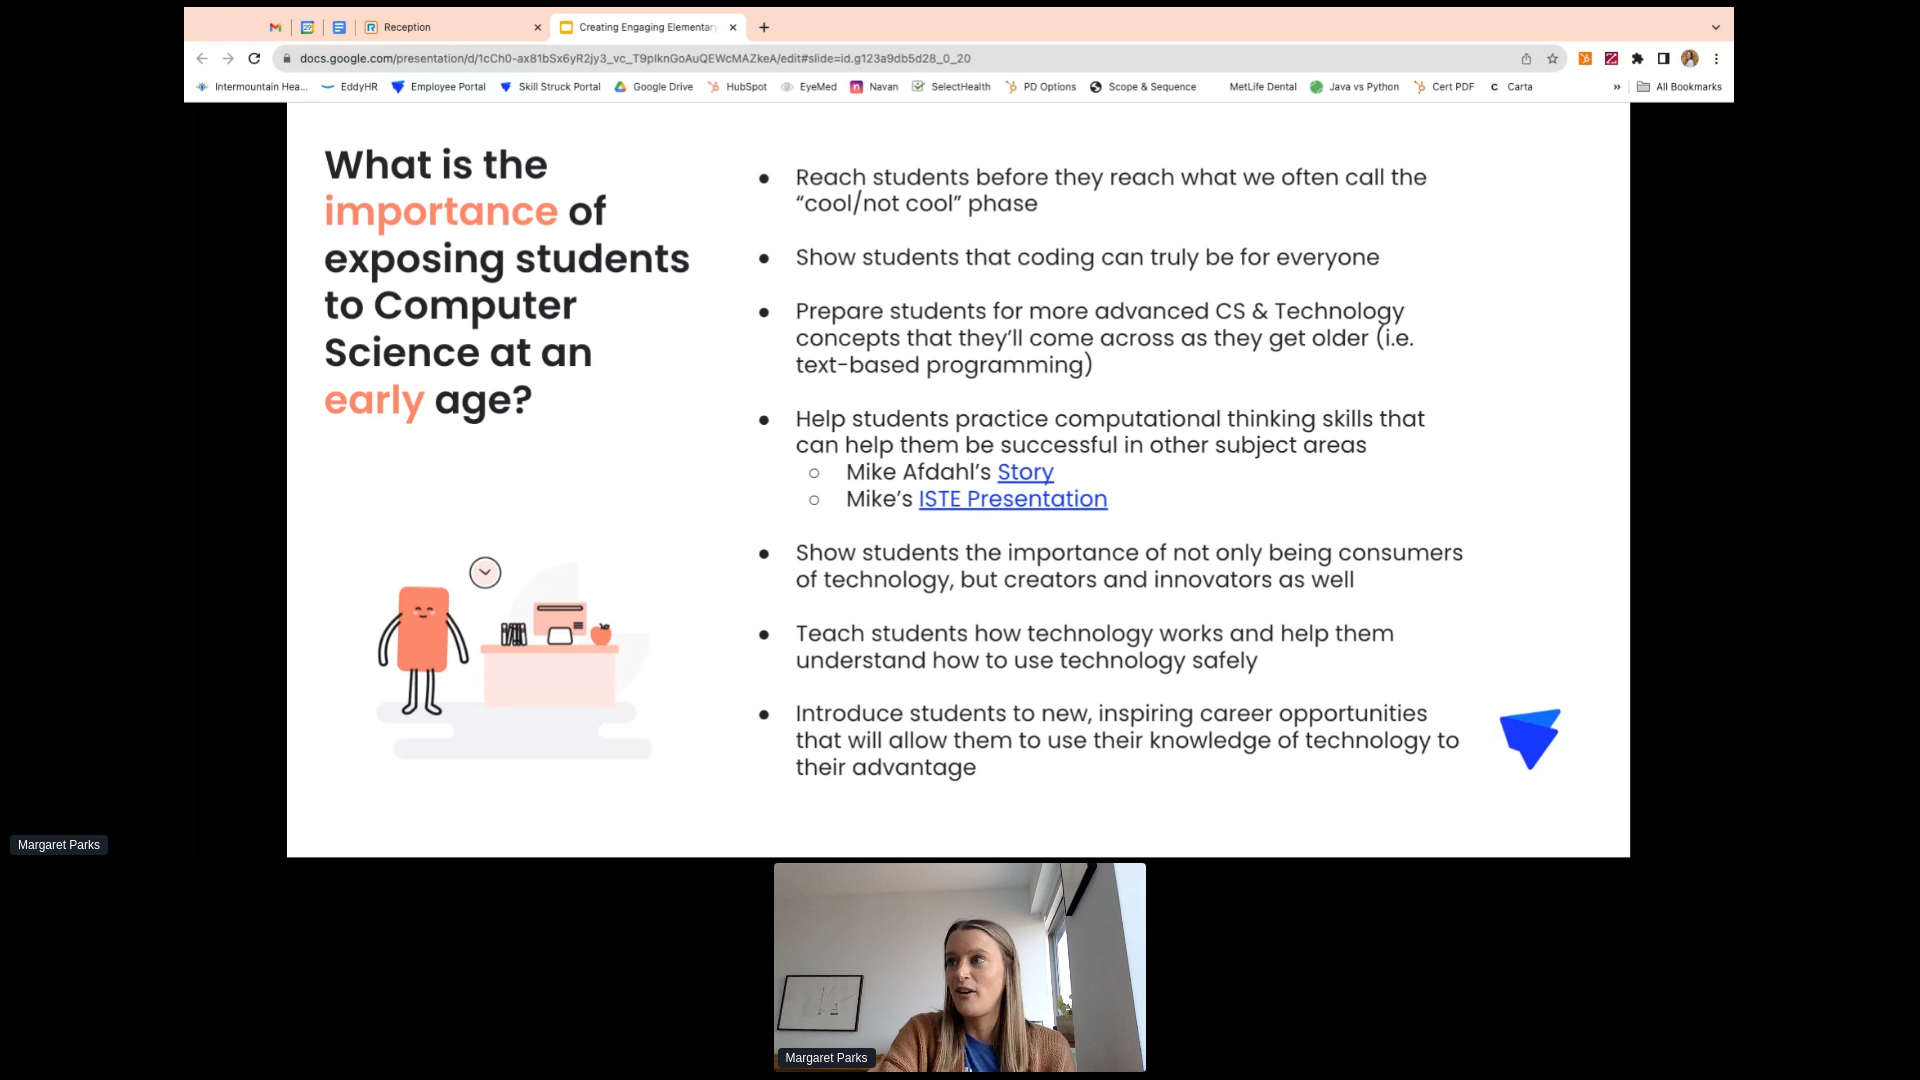 Reception
Creating Engaging Elementary
docs.google.com/presentation/d/1cCh0-ax81bSx6yR2jy3_vc_T9pIknGoAuQEWcMAZkeA/edit#slide=id.g123a9db5d28_0_20
Intermountain Hea... EddyHR Employee Portal Skill Struck Portal Google Drive HubSpot EyeMed Navan SelectHealth PD Options Scope & Sequence MetLife Dental Java vs Python Cert PDF Carta » All Bookmarks
What is the
importance of
exposing students
to Computer
Science at an
early age?
● Reach students before they reach what we often call the
“cool/not cool” phase
● Show students that coding can truly be for everyone
● Prepare students for more advanced CS & Technology
concepts that they’ll come across as they get older (i.e.
text-based programming)
● Help students practice computational thinking skills that
can help them be successful in other subject areas
○ Mike Afdahl’s Story
○ Mike’s ISTE Presentation
● Show students the importance of not only being consumers
of technology, but creators and innovators as well
● Teach students how technology works and help them
understand how to use technology safely
● Introduce students to new, inspiring career opportunities
that will allow them to use their knowledge of technology to
their advantage
Margaret Parks
Margaret Parks